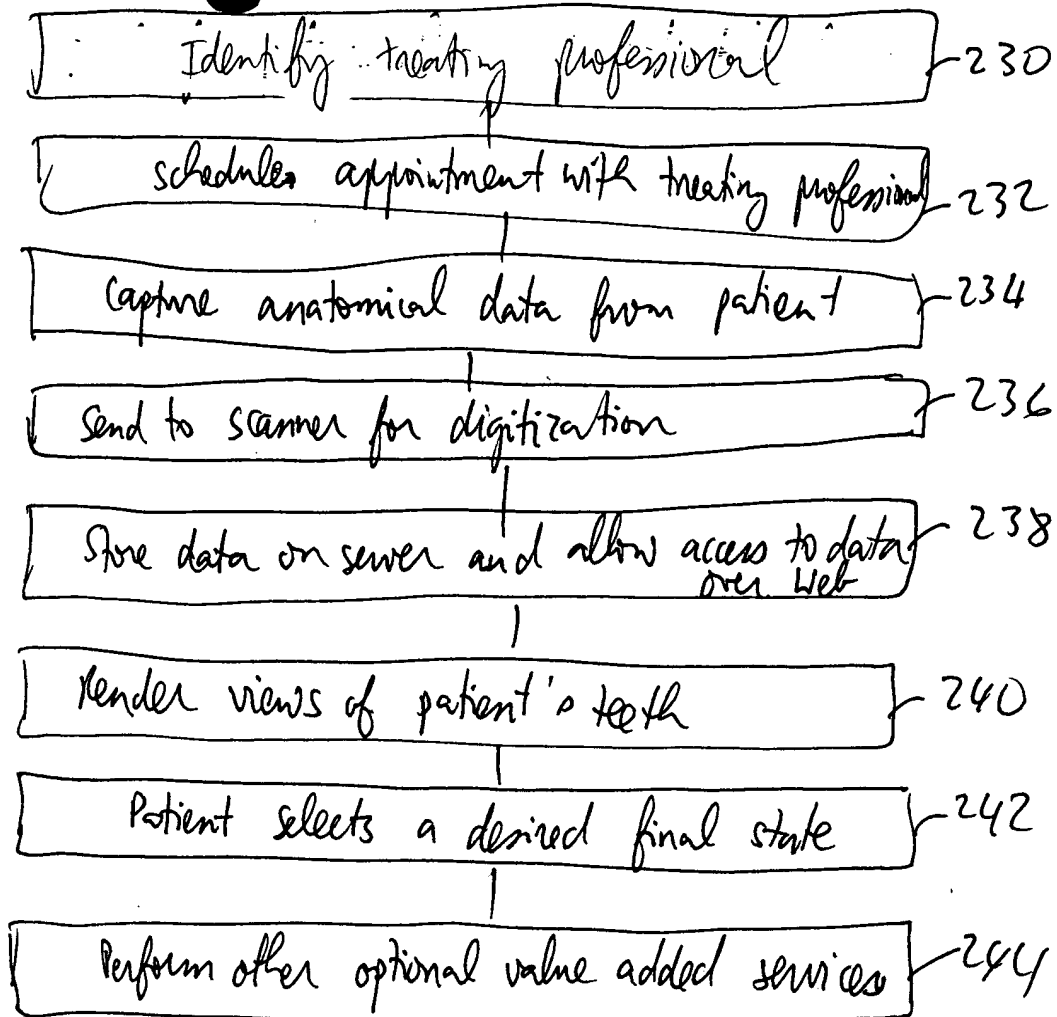 Identify treating professional 230
schedules appointment with treating professional 232
Capture anatomical data from patient 234
Send to scanner for digitization 236
Store data on server and allow access to data 238
over Web
Render views of patient's teeth 240
Patient selects a desired final state 242
Perform other optional value added services 244